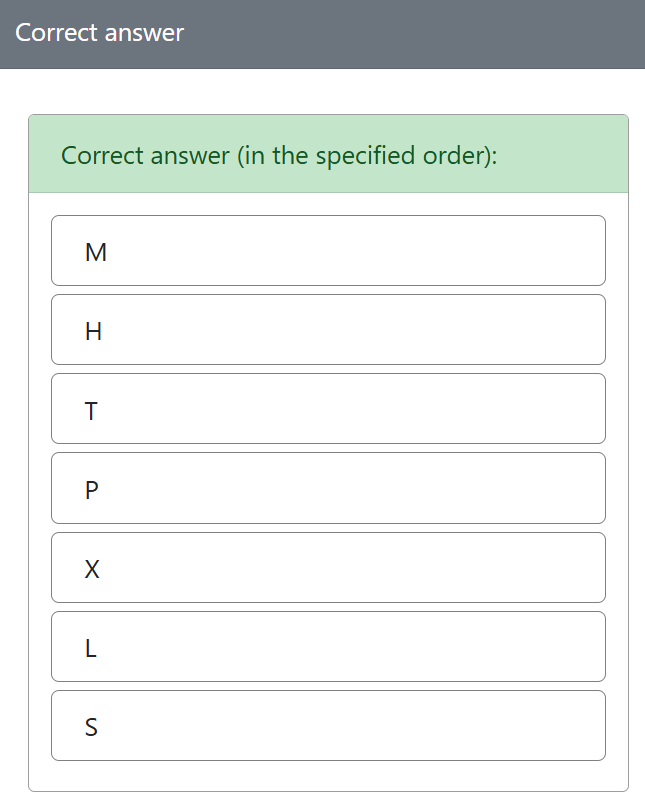 Correct answer
Correct answer (in the specified order):
M
H
T
P
X
L
S